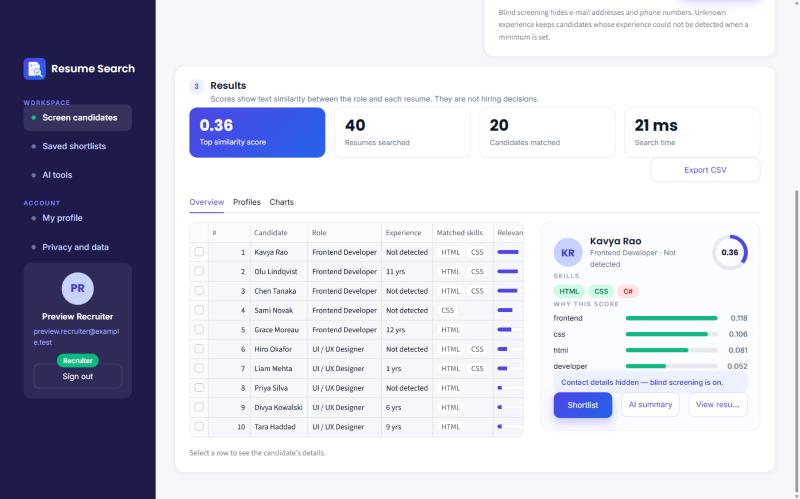 Resume Search
WORKSPACE
Screen candidates
Saved shortlists
AI tools
ACCOUNT
My profile
Privacy and data
PR
Preview Recruiter
preview.recruiter@exampl
e.test
Recruiter
Sign out
Blind screening hides e-mail addresses and phone numbers. Unknown
experience keeps candidates whose experience could not be detected when a
minimum is set.
3 Results
Scores show text similarity between the role and each resume. They are not hiring decisions.
0.36
Top similarity score
40
Resumes searched
20
Candidates matched
21 ms
Search time
Export CSV
Overview Profiles Charts
# Candidate Role Experience Matched skills Relevan
1 Kavya Rao Frontend Developer Not detected HTML CSS
2 Olu Lindqvist Frontend Developer 11 yrs HTML CSS
3 Chen Tanaka Frontend Developer Not detected HTML CSS
4 Sami Novak Frontend Developer Not detected CSS
5 Grace Moreau Frontend Developer 12 yrs HTML
6 Hiro Okafor UI / UX Designer Not detected HTML CSS
7 Liam Mehta UI / UX Designer 1 yrs HTML CSS
8 Priya Silva UI / UX Designer Not detected HTML
9 Divya Kowalski UI / UX Designer 6 yrs HTML
10 Tara Haddad UI / UX Designer 9 yrs HTML
Select a row to see the candidate's details.
KR
Kavya Rao
Frontend Developer · Not
detected
0.36
SKILLS
HTML CSS C#
WHY THIS SCORE
frontend 0.118
css 0.106
html 0.081
developer 0.052
Contact details hidden — blind screening is on.
Shortlist AI summary View resu...